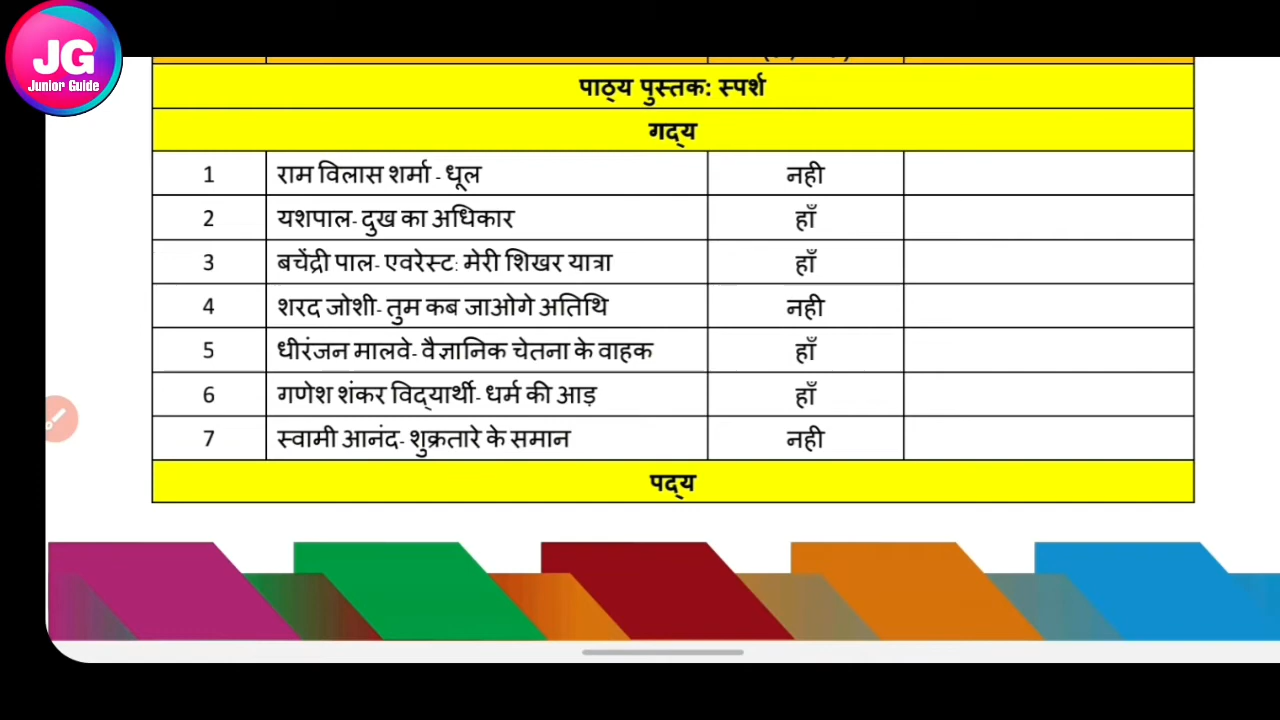 JG
Junior Guide
पाठ्य पुस्तक: स्पर्श
गद्य
1 राम विलास शर्मा - धूल नही
2 यशपाल- दुख का अधिकार हाँ
3 बचेंद्री पाल- एवरेस्ट: मेरी शिखर यात्रा हाँ
4 शरद जोशी- तुम कब जाओगे अतिथि नही
5 धीरंजन मालवे- वैज्ञानिक चेतना के वाहक हाँ
6 गणेश शंकर विद्यार्थी- धर्म की आड़ हाँ
7 स्वामी आनंद- शुक्रतारे के समान नही
पद्य